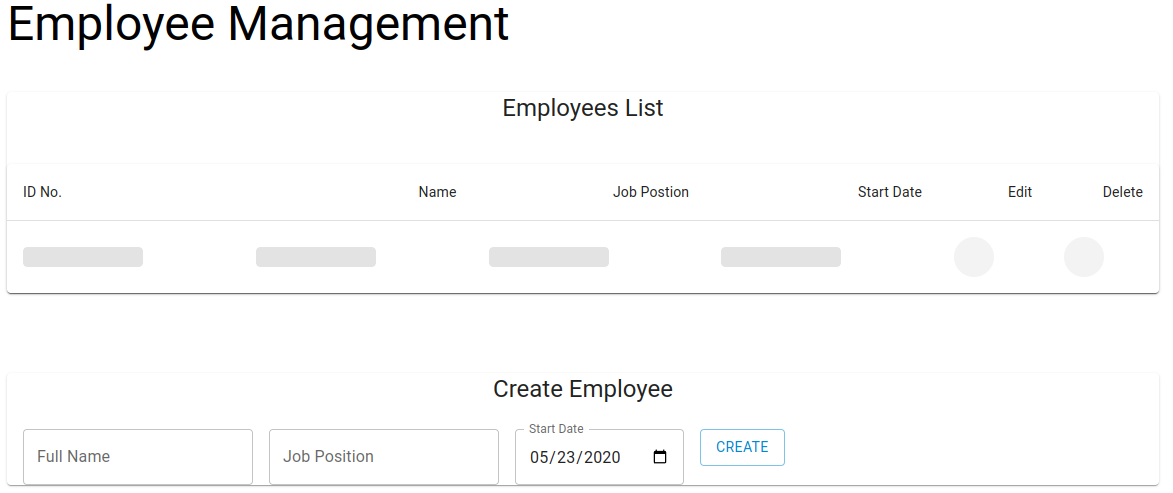 Employee Management
Employees List
ID No. Name Job Postion Start Date Edit Delete
Create Employee
Start Date
Full Name Job Position 05/23/2020 CREATE